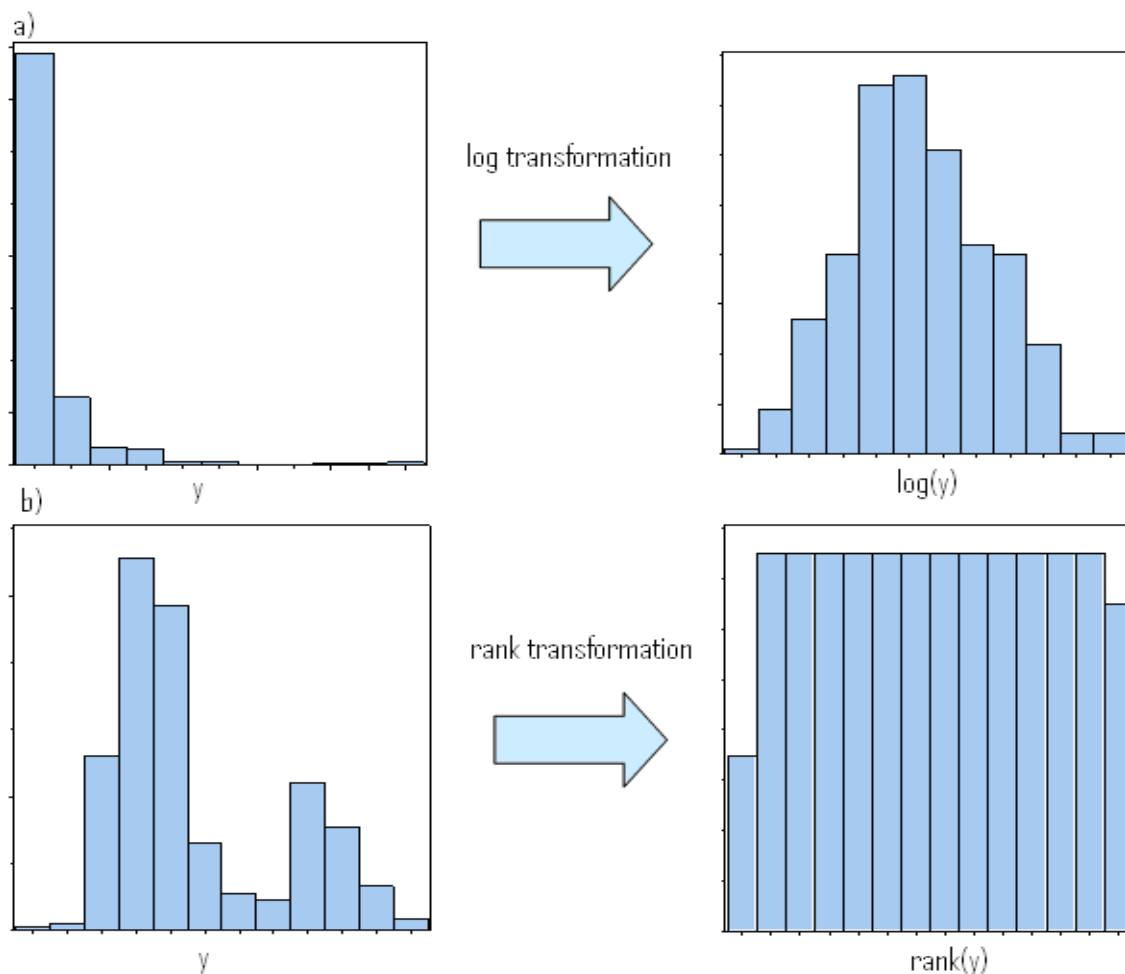 a)
log transformation
y
log(y)
b)
rank transformation
y
rank(y)